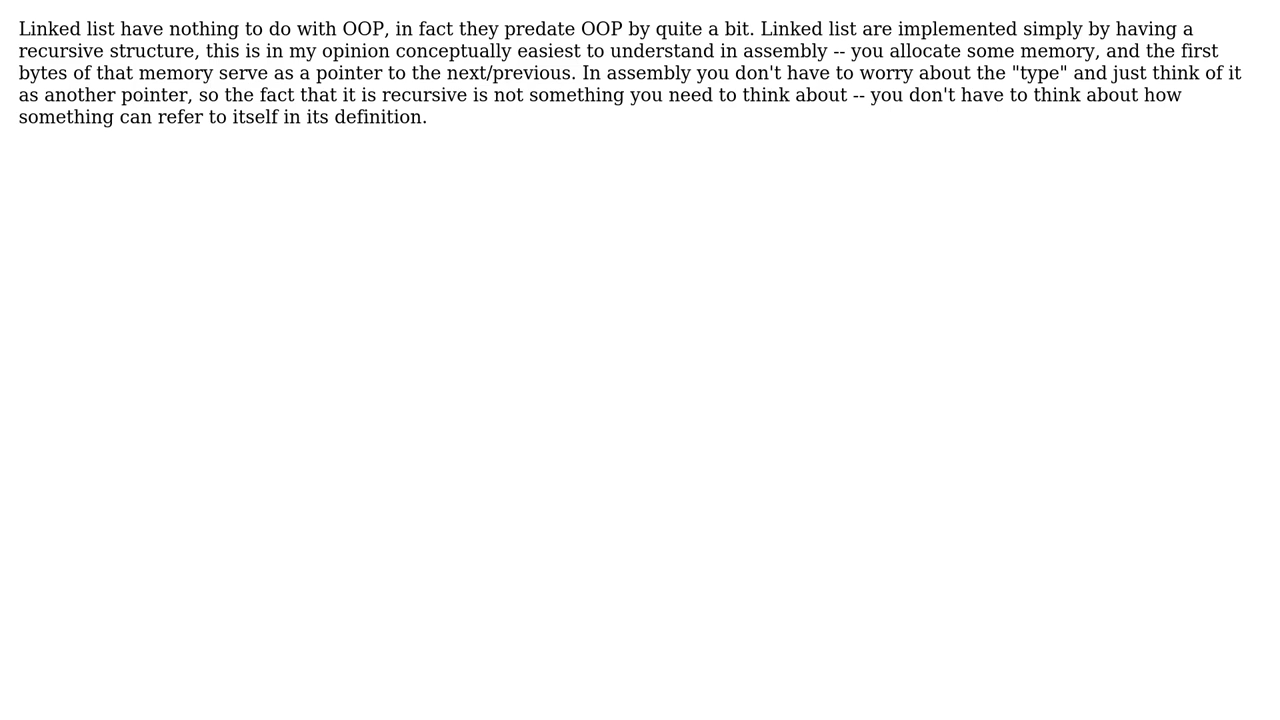 Linked list have nothing to do with OOP, in fact they predate OOP by quite a bit. Linked list are implemented simply by having a
recursive structure, this is in my opinion conceptually easiest to understand in assembly -- you allocate some memory, and the first
bytes of that memory serve as a pointer to the next/previous. In assembly you don't have to worry about the "type" and just think of it
as another pointer, so the fact that it is recursive is not something you need to think about -- you don't have to think about how
something can refer to itself in its definition.